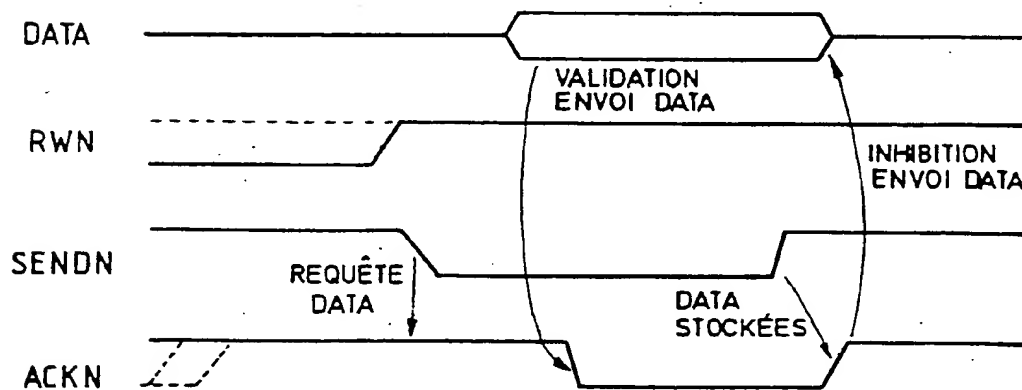 DATA
VALIDATION
ENVOI DATA
RWN
INHIBITION
ENVOI DATA
SENDN
REQUÊTE
DATA
DATA
STOCKÉES
ACKN